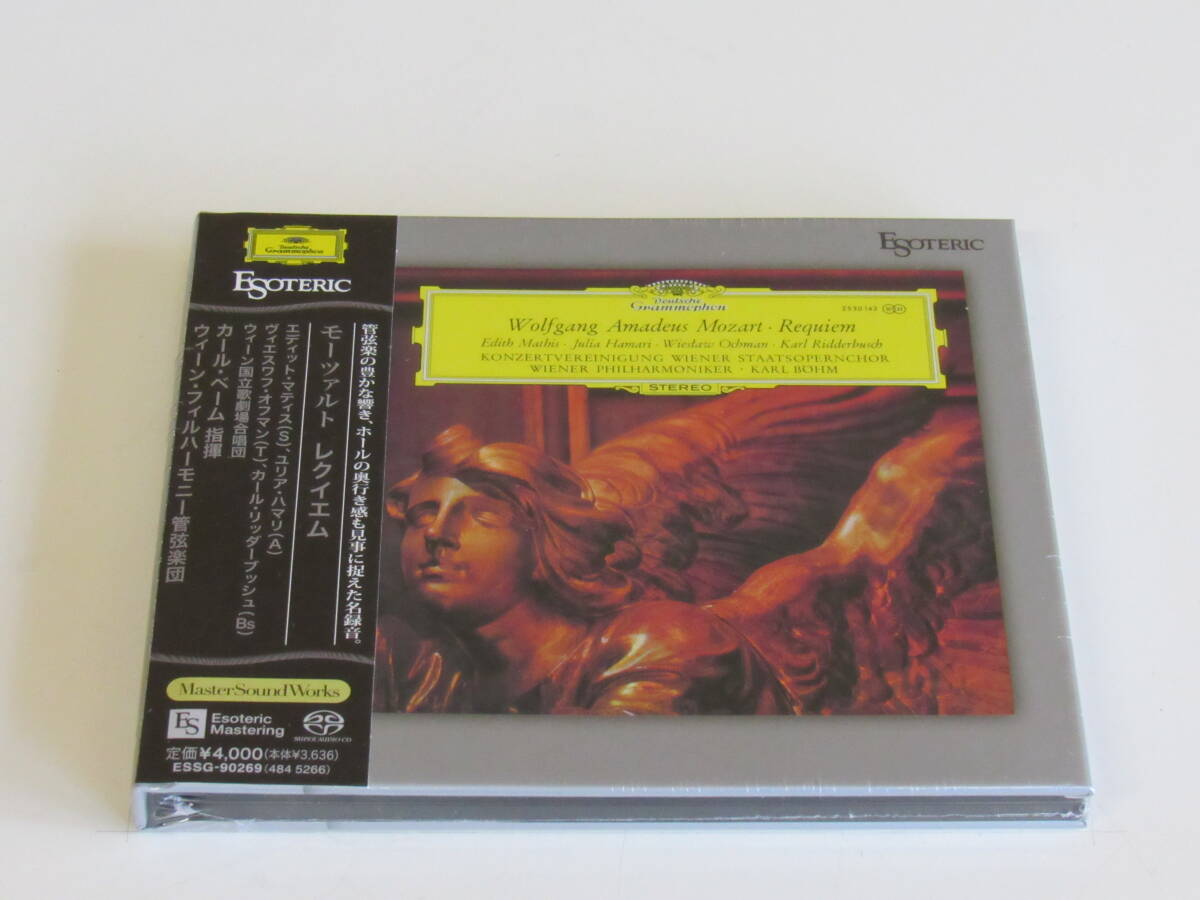 Deutsche
Grammophon
ESOTERIC
管弦楽の豊かな響き、ホールの奥行き感も見事に捉えた名録音。
モーツァルト レクイエム
エディット・マティス(S)、ユリア・ハマリ(A)
ヴィエスワフ・オフマン(T)、カール・リッダーブッシュ(Bs)
ウィーン国立歌劇場合唱団
カール・ベーム 指揮
ウィーン・フィルハーモニー管弦楽団
MasterSoundWorks
ES Esoteric
Mastering
SUPER AUDIO CD
定価¥4,000(本体¥3,636)
ESSG-90269(484 5266)
ESOTERIC
Deutsche
Grammophon
2530 143
Wolfgang Amadeus Mozart · Requiem
Edith Mathis · Julia Hamari · Wiesław Ochman · Karl Ridderbusch
KONZERTVEREINIGUNG WIENER STAATSOPERNCHOR
WIENER PHILHARMONIKER · KARL BÖHM
STEREO